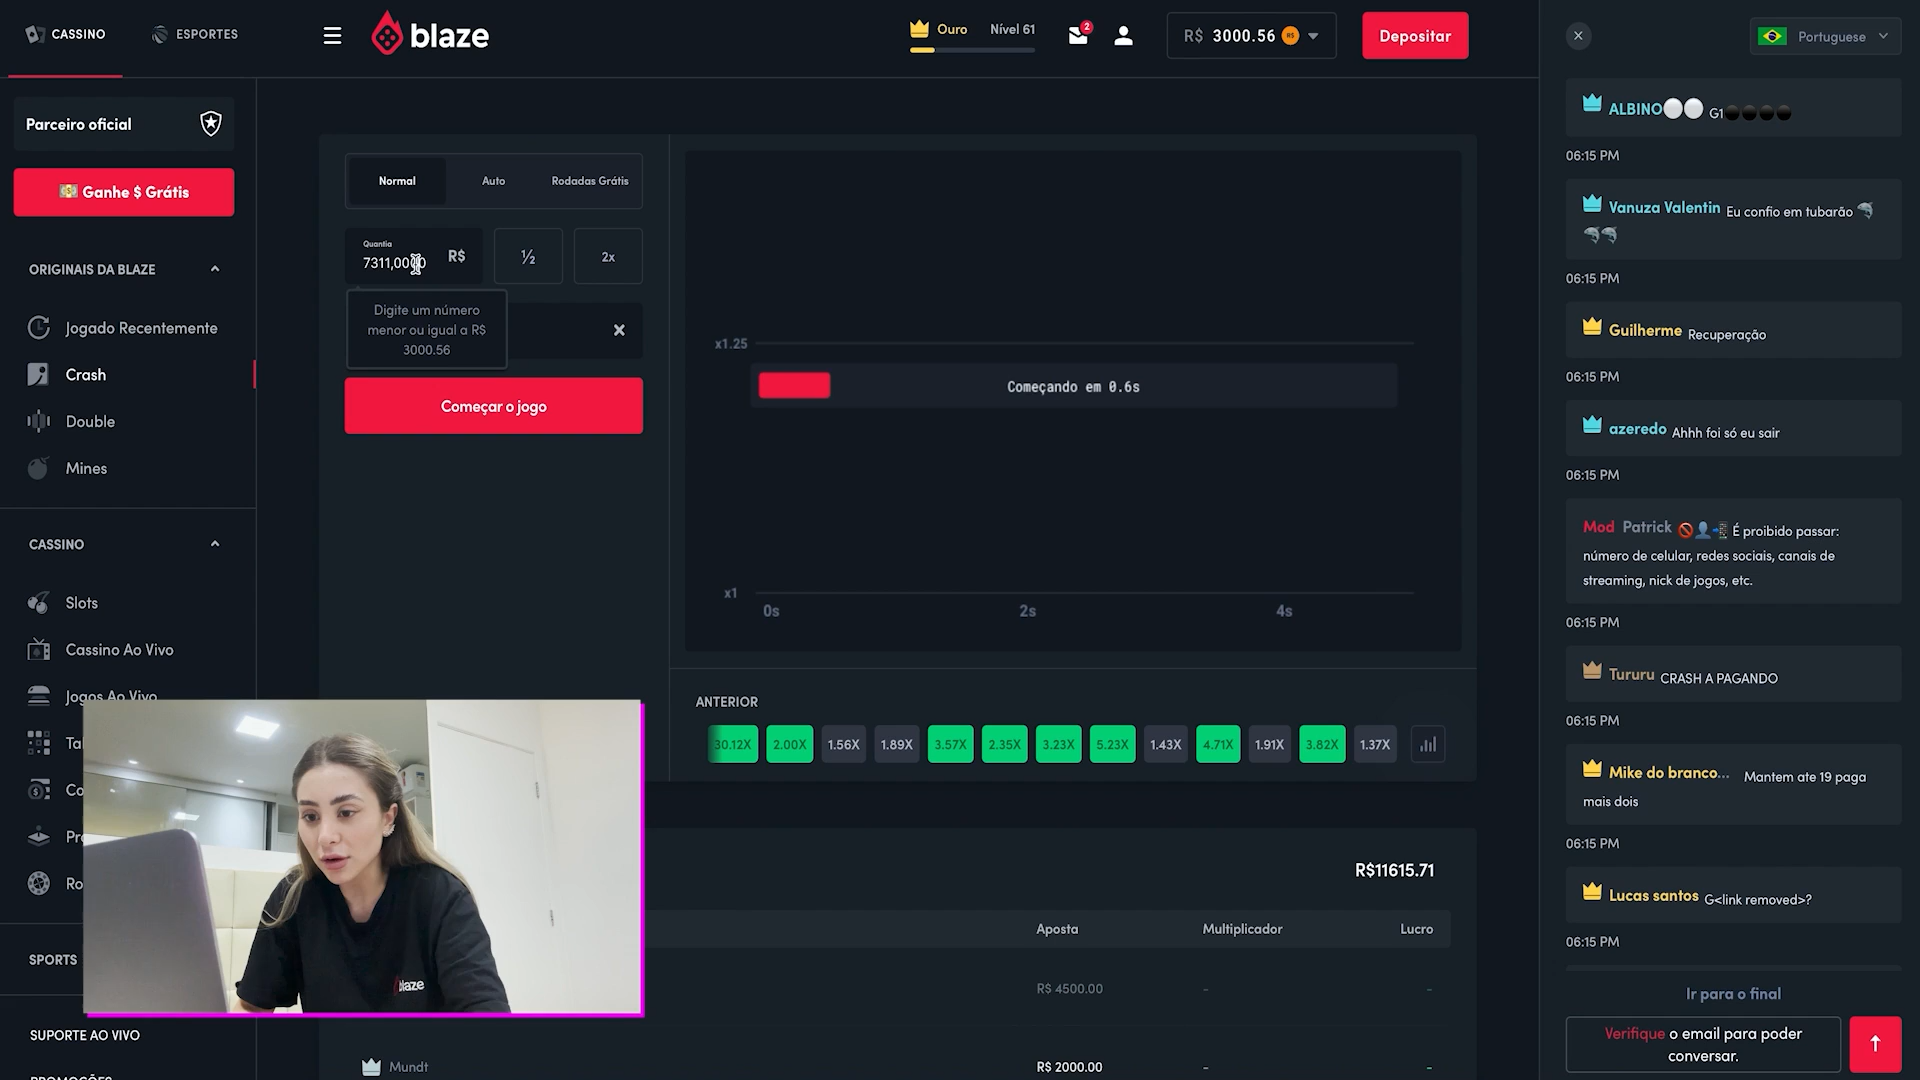 CASSINO
ESPORTES
blaze
Ouro
Nível 61
2
R$ 3000.56
R$
Depositar
Portuguese
Parceiro oficial
Ganhe $ Grátis
ORIGINAIS DA BLAZE
Jogado Recentemente
Crash
Double
Mines
CASSINO
Slots
Cassino Ao Vivo
Jogos Ao Vivo
SPORTS
SUPORTE AO VIVO
PROMOÇÕES
Normal
Auto
Rodadas Grátis
Quantia
R$
½
2x
Digite um número
menor ou igual a R$
3000.56
Começar o jogo
x1.25
Começando em 0.6s
x1
0s
2s
4s
ANTERIOR
30.12X
2.00X
1.56X
1.89X
3.57X
2.35X
3.23X
5.23X
1.43X
4.71X
1.91X
3.82X
1.37X
R$11615.71
Aposta
Multiplicador
Lucro
R$ 4500.00
-
-
Mundt
R$ 2000.00
-
-
blaze
ALBINO G1
06:15 PM
Vanuza Valentin Eu confio em tubarão
06:15 PM
Guilherme Recuperação
06:15 PM
azeredo Ahhh foi só eu sair
06:15 PM
Mod Patrick É proibido passar:
número de celular, redes sociais, canais de
streaming, nick de jogos, etc.
06:15 PM
Tururu CRASH A PAGANDO
06:15 PM
Mike do branco... Mantem ate 19 paga
mais dois
06:15 PM
Lucas santos G<link removed>?
06:15 PM
Ir para o final
Verifique o email para poder
conversar.